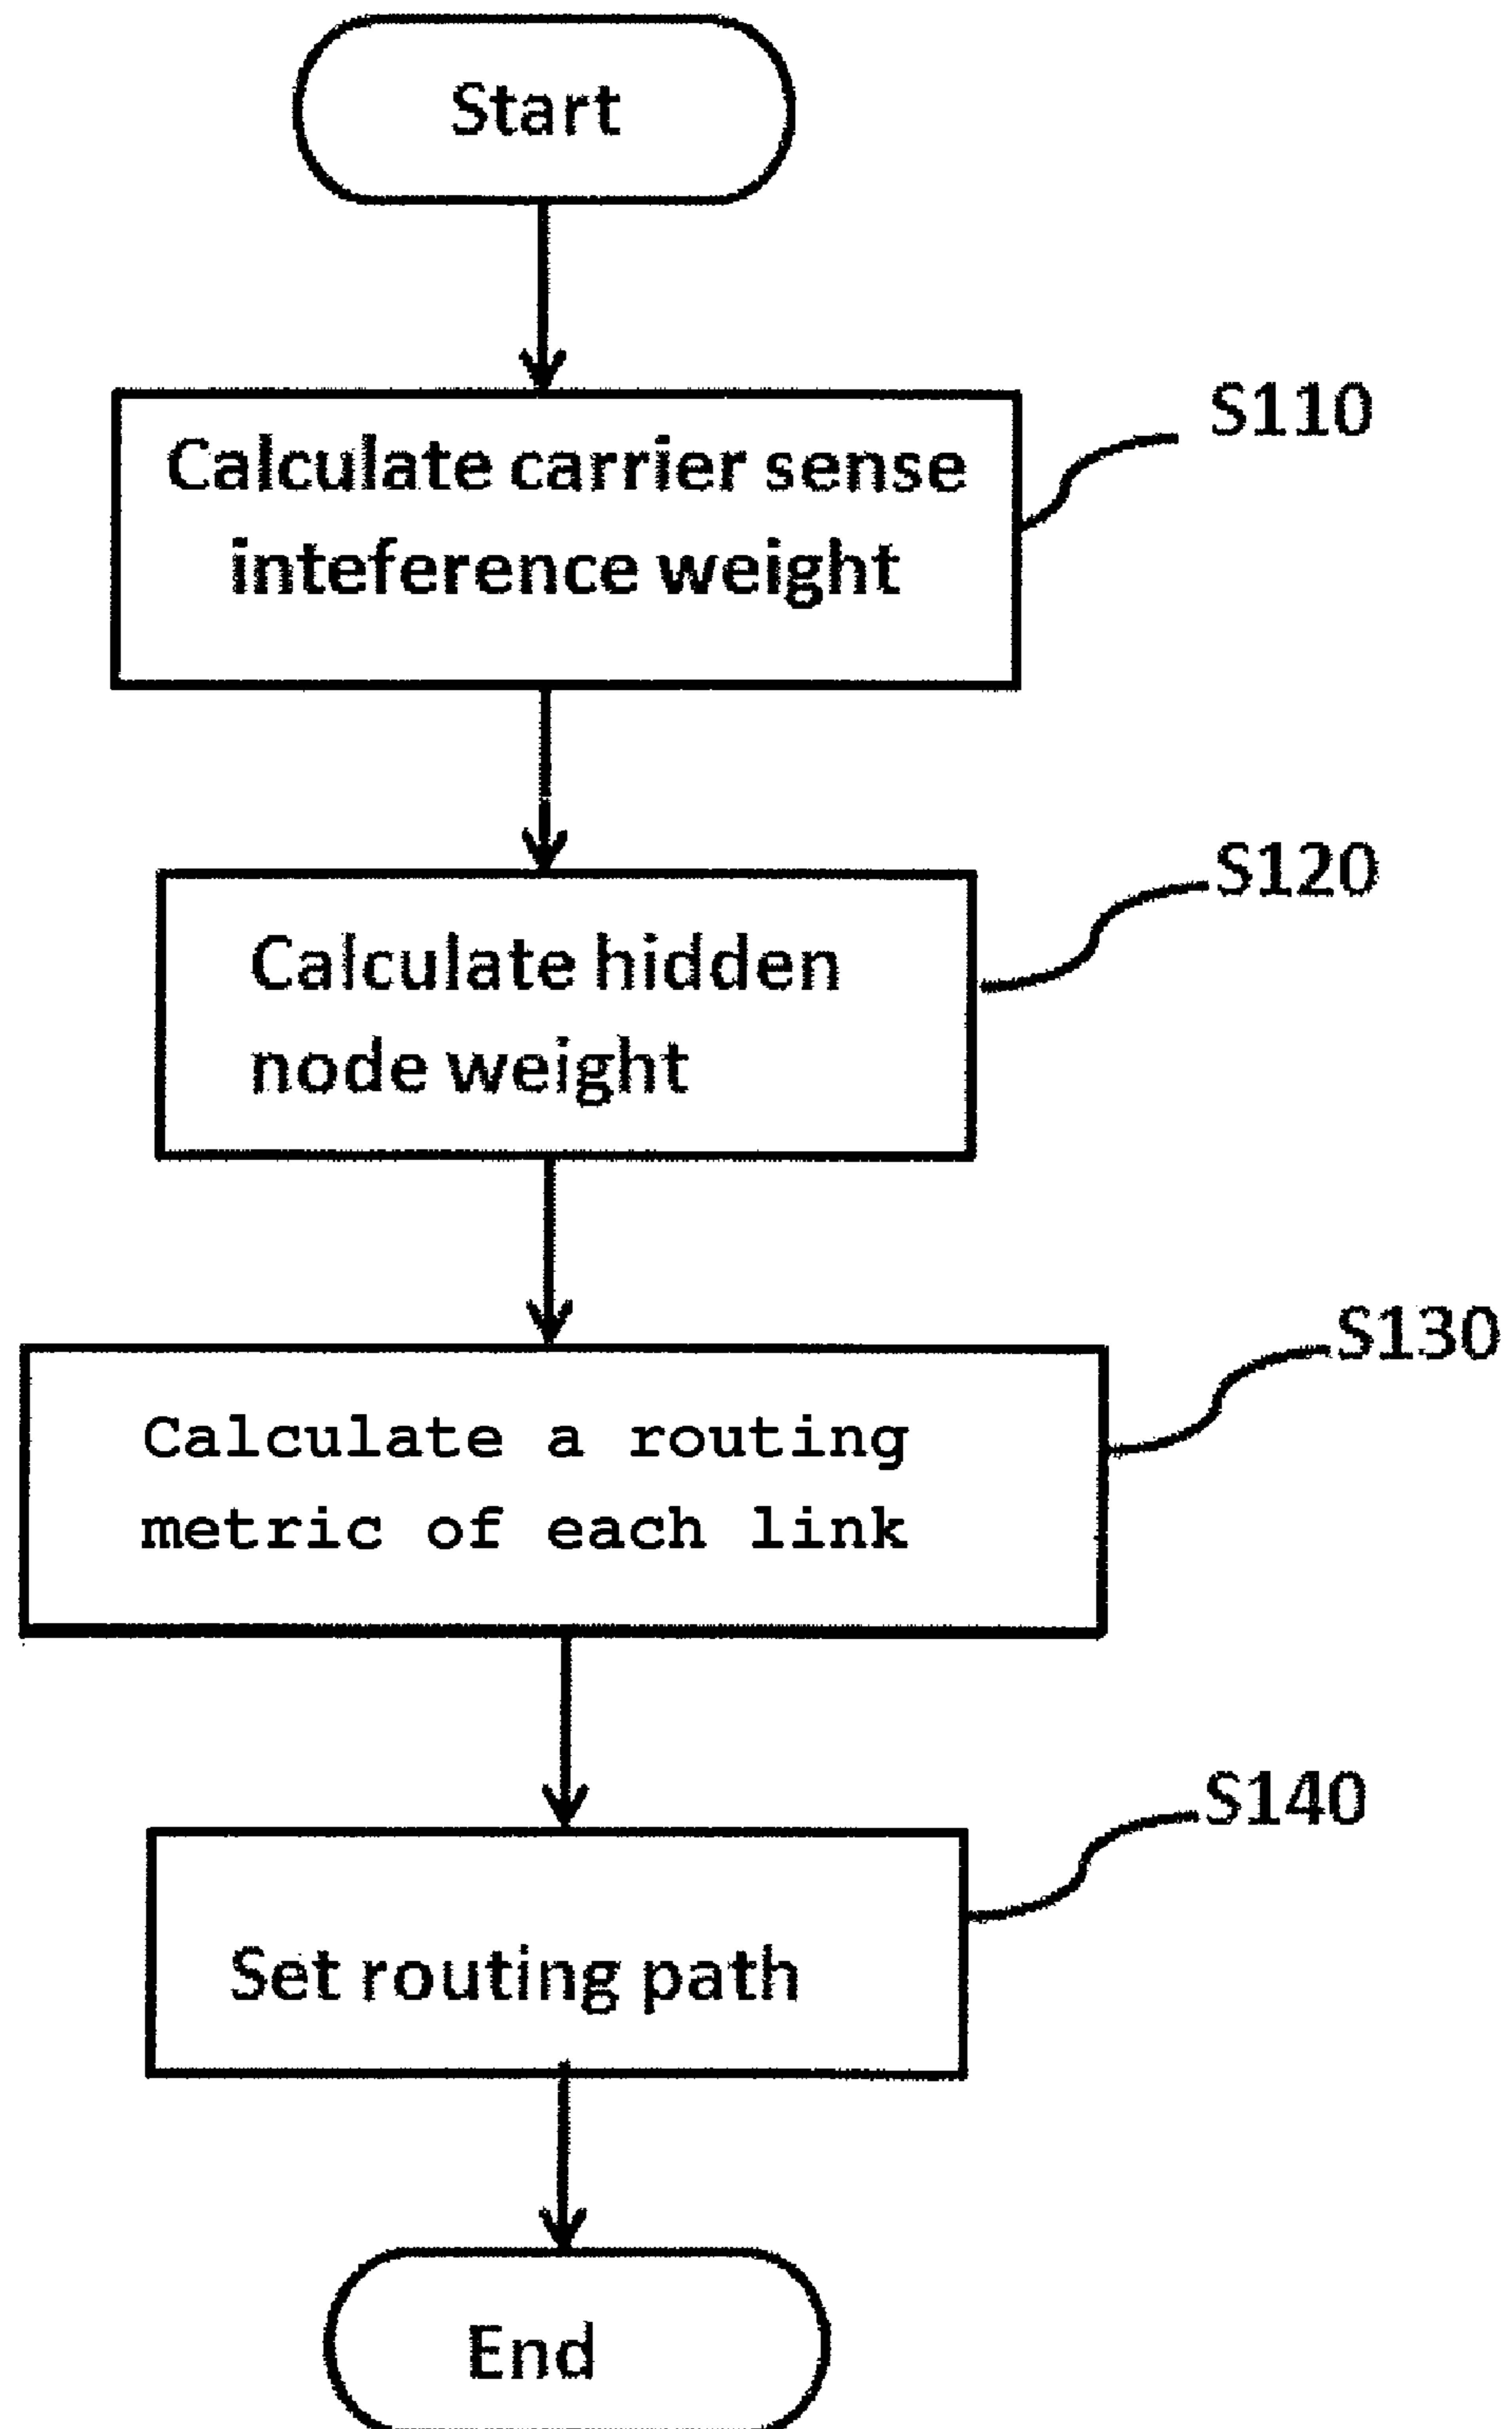 Start
S110
Calculate carrier sense
inteference weight
S120
Calculate hidden
node weight
S130
Calculate a routing
metric of each link
S140
Set routing path
End